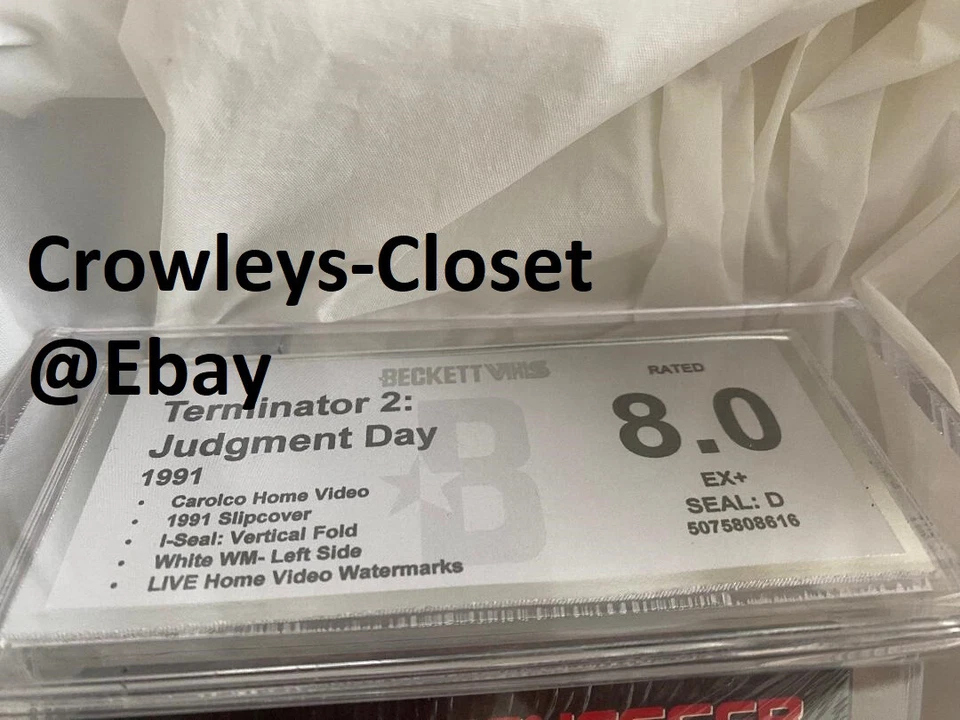 Crowleys-Closet
@Ebay
BECKETT VHS
Terminator 2:
Judgment Day
1991
• Carolco Home Video
• 1991 Slipcover
• I-Seal: Vertical Fold
• White WM- Left Side
• LIVE Home Video Watermarks
RATED
8.0
EX+
SEAL: D
5075808616